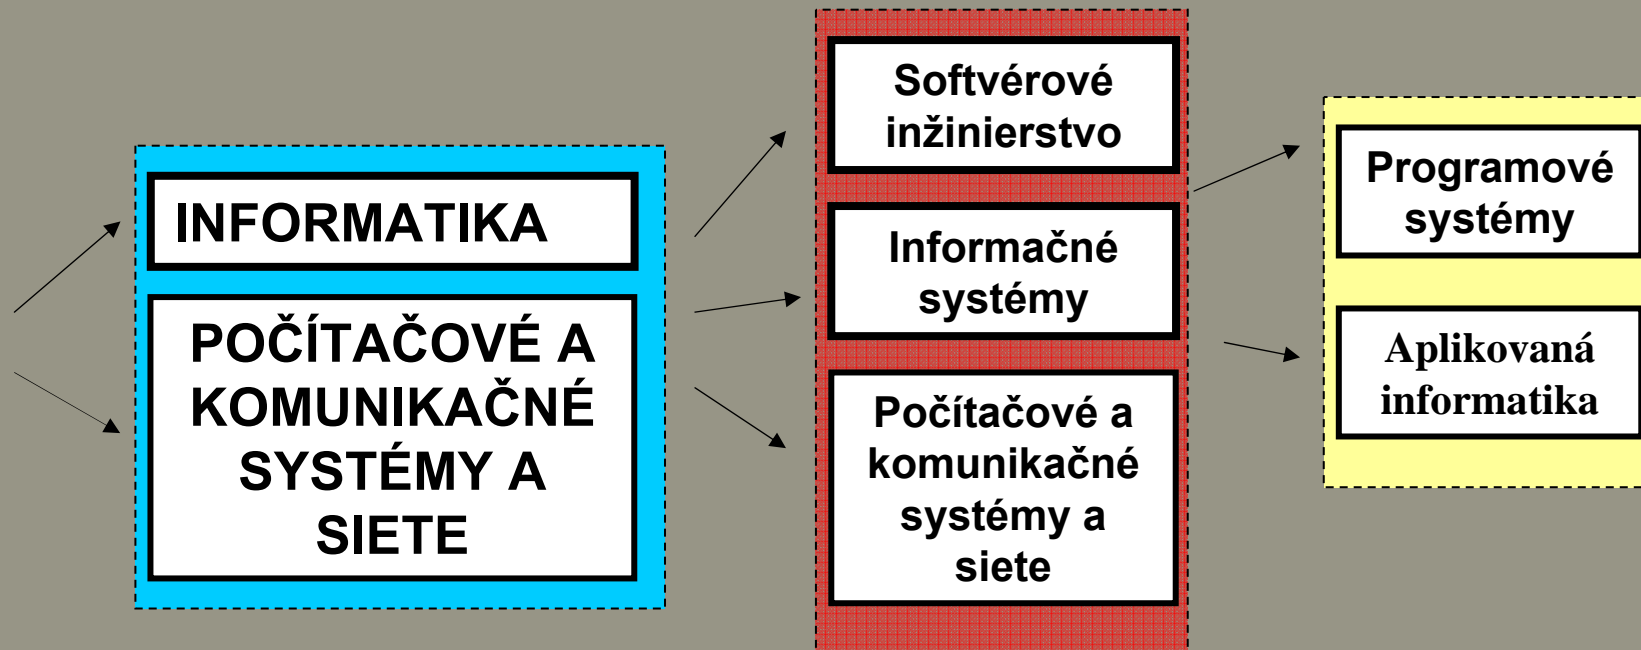 INFORMATIKA
POČÍTAČOVÉ A
KOMUNIKAČNÉ
SYSTÉMY A
SIETE
Softvérové
inžinierstvo
Informačné
systémy
Počítačové a
komunikačné
systémy a
siete
Programové
systémy
Aplikovaná
informatika